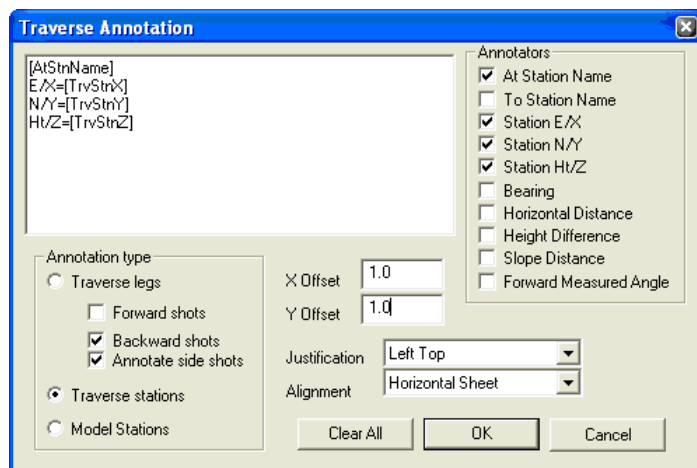 Traverse Annotation
[AtStnName]
E/X=[TrvStnX]
N/Y=[TrvStnY]
Ht/Z=[TrvStnZ]
Annotators
At Station Name
To Station Name
Station E/X
Station N/Y
Station Ht/Z
Bearing
Horizontal Distance
Height Difference
Slope Distance
Forward Measured Angle
Annotation type
Traverse legs
Forward shots
Backward shots
Annotate side shots
Traverse stations
Model Stations
X Offset 1.0
Y Offset 1.0
Justification Left Top
Alignment Horizontal Sheet
Clear All OK Cancel